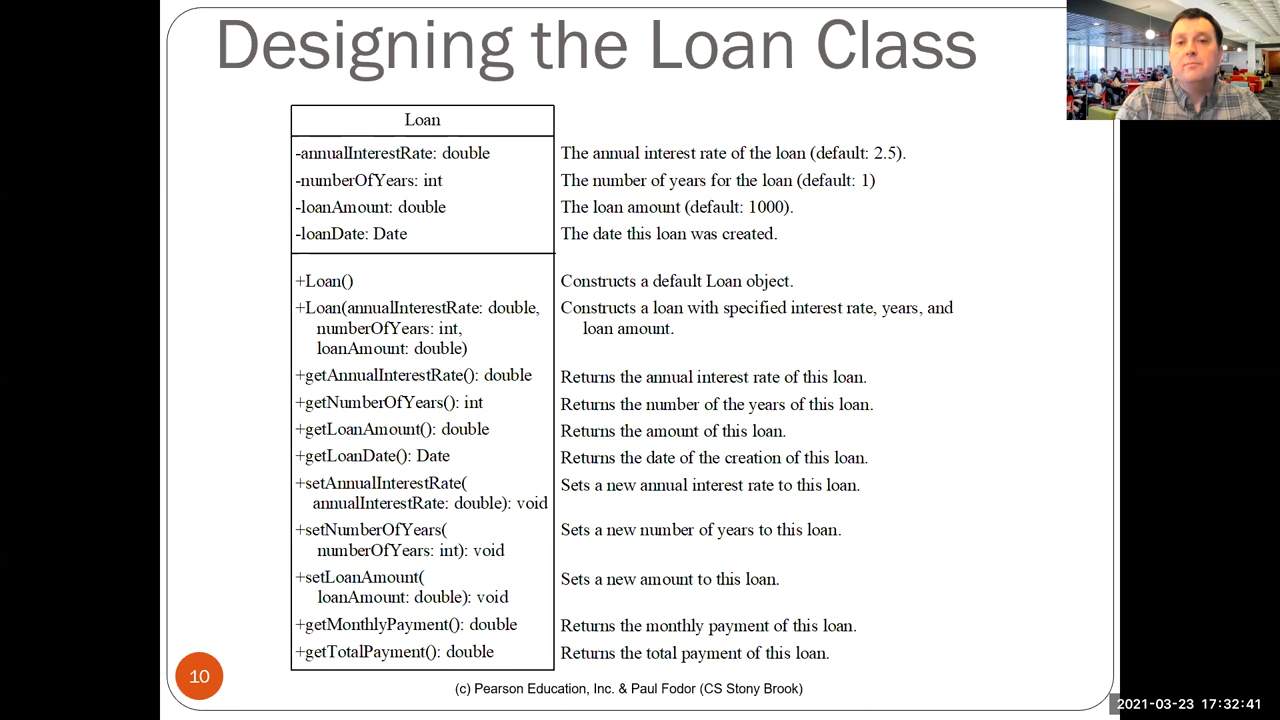 Designing the Loan Class
Loan
-annualInterestRate: double
The annual interest rate of the loan (default: 2.5).
-numberOfYears: int
The number of years for the loan (default: 1)
-loanAmount: double
The loan amount (default: 1000).
-loanDate: Date
The date this loan was created.
+Loan()
Constructs a default Loan object.
+Loan(annualInterestRate: double,
numberOfYears: int,
loanAmount: double)
Constructs a loan with specified interest rate, years, and
loan amount.
+getAnnualInterestRate(): double
Returns the annual interest rate of this loan.
+getNumberOfYears(): int
Returns the number of the years of this loan.
+getLoanAmount(): double
Returns the amount of this loan.
+getLoanDate(): Date
Returns the date of the creation of this loan.
+setAnnualInterestRate(
annualInterestRate: double): void
Sets a new annual interest rate to this loan.
+setNumberOfYears(
numberOfYears: int): void
Sets a new number of years to this loan.
+setLoanAmount(
loanAmount: double): void
Sets a new amount to this loan.
+getMonthlyPayment(): double
Returns the monthly payment of this loan.
+getTotalPayment(): double
Returns the total payment of this loan.
10
(c) Pearson Education, Inc. & Paul Fodor (CS Stony Brook)
2021-03-23 17:32:41